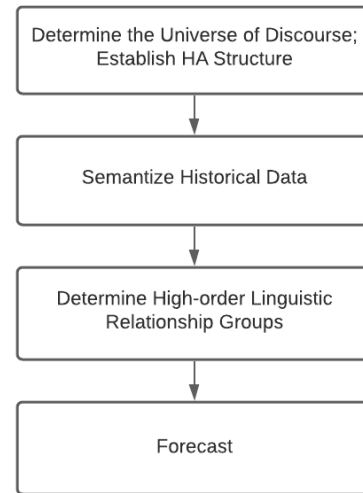 Determine the Universe of Discourse;
Establish HA Structure
Semantize Historical Data
Determine High-order Linguistic
Relationship Groups
Forecast